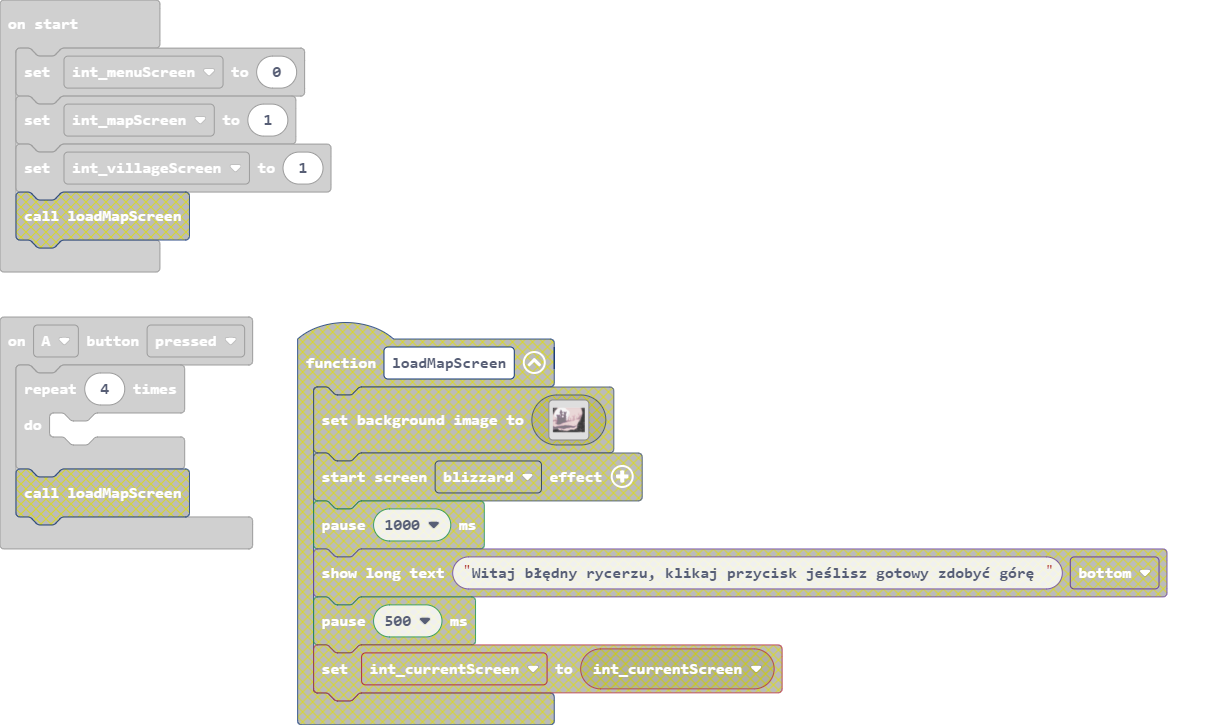 on start
set int_menuScreen to 0
set int_mapScreen to 1
set int_villageScreen to 1
call loadMapScreen
on A button pressed
repeat 4 times
do
call loadMapScreen
function loadMapScreen
set background image to
start screen blizzard effect
pause 1000 ms
show long text "Witaj błędny rycerzu, klikaj przycisk jeślisz gotowy zdobyć górę " bottom
pause 500 ms
set int_currentScreen to int_currentScreen